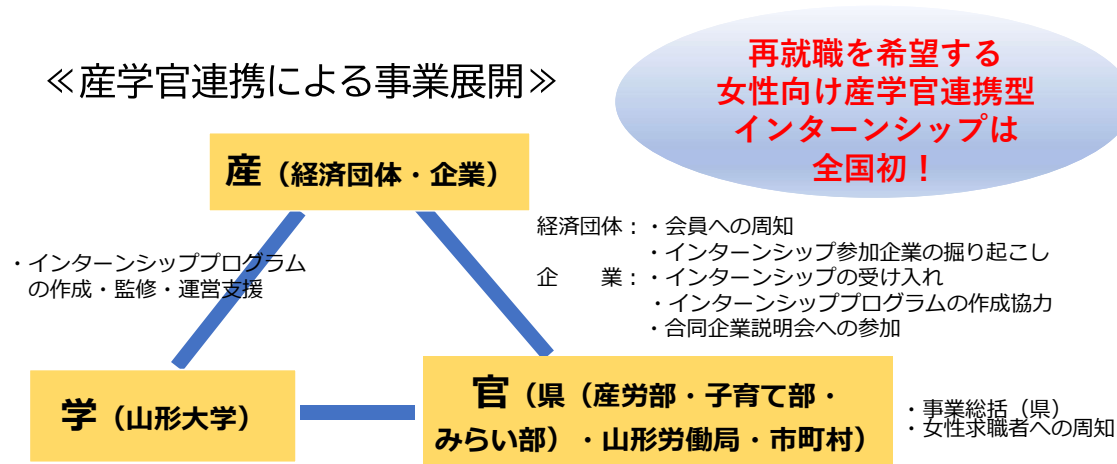 ≪産学官連携による事業展開≫
再就職を希望する
女性向け産学官連携型
インターンシップは
全国初！
産（経済団体・企業）
経済団体：・会員への周知
・インターンシップ参加企業の掘り起こし
企　　業：・インターンシップの受け入れ
・インターンシッププログラムの作成協力
・合同企業説明会への参加
・インターンシッププログラム
の作成・監修・運営支援
学（山形大学）
官（県（産労部・子育て部・
みらい部）・山形労働局・市町村）
・事業総括（県）
・女性求職者への周知